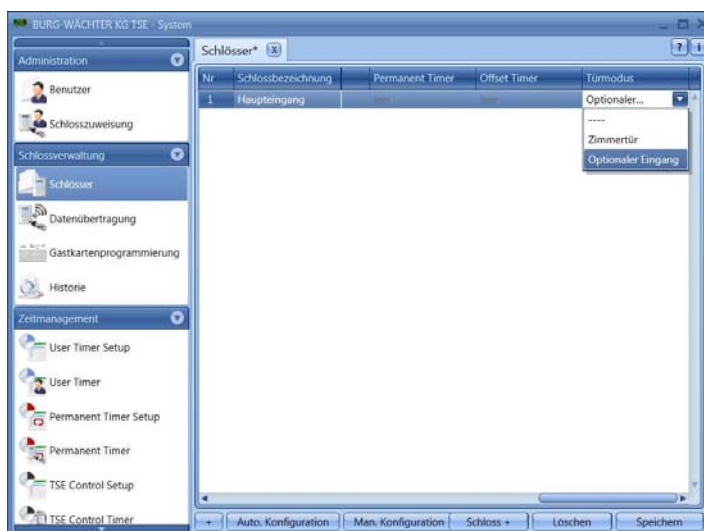 BURG-WÄCHTER KG TSE - System
Administration
Benutzer
Schlosszuweisung
Schlossverwaltung
Schlösser
Datenübertragung
Gastkartenprogrammierung
Historie
Zeitmanagement
User Timer Setup
User Timer
Permanent Timer Setup
Permanent Timer
TSE Control Setup
TSE Control Timer
Schlösser* x
? i
Nr Schlossbezeichnung Permanent Timer Offset Timer Türmodus
1 Haupteingang Optionaler...
----
Zimmertür
Optionaler Eingang
+ Auto. Konfiguration Man. Konfiguration Schloss + Löschen Speichern